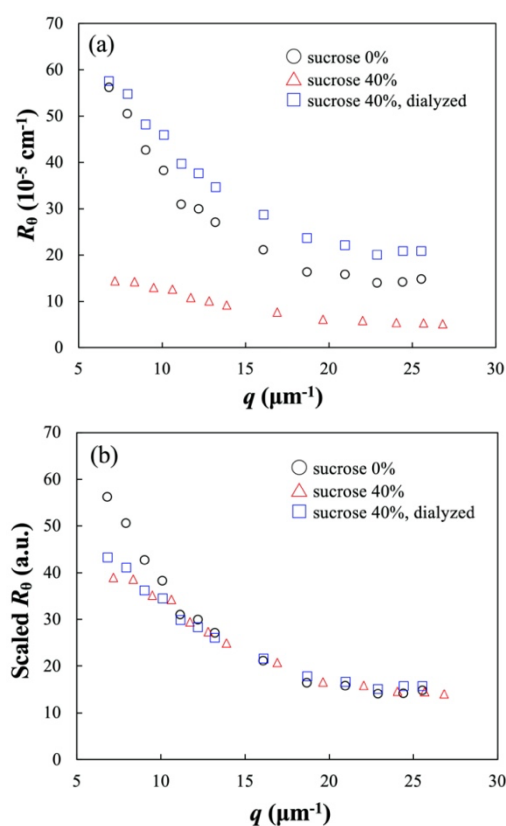 (a)
sucrose 0%
sucrose 40%
sucrose 40%, dialyzed
R_θ (10⁻⁵ cm⁻¹)
70
60
50
40
30
20
10
0
5 10 15 20 25 30
q (μm⁻¹)
(b)
sucrose 0%
sucrose 40%
sucrose 40%, dialyzed
Scaled R_θ (a.u.)
70
60
50
40
30
20
10
0
5 10 15 20 25 30
q (μm⁻¹)